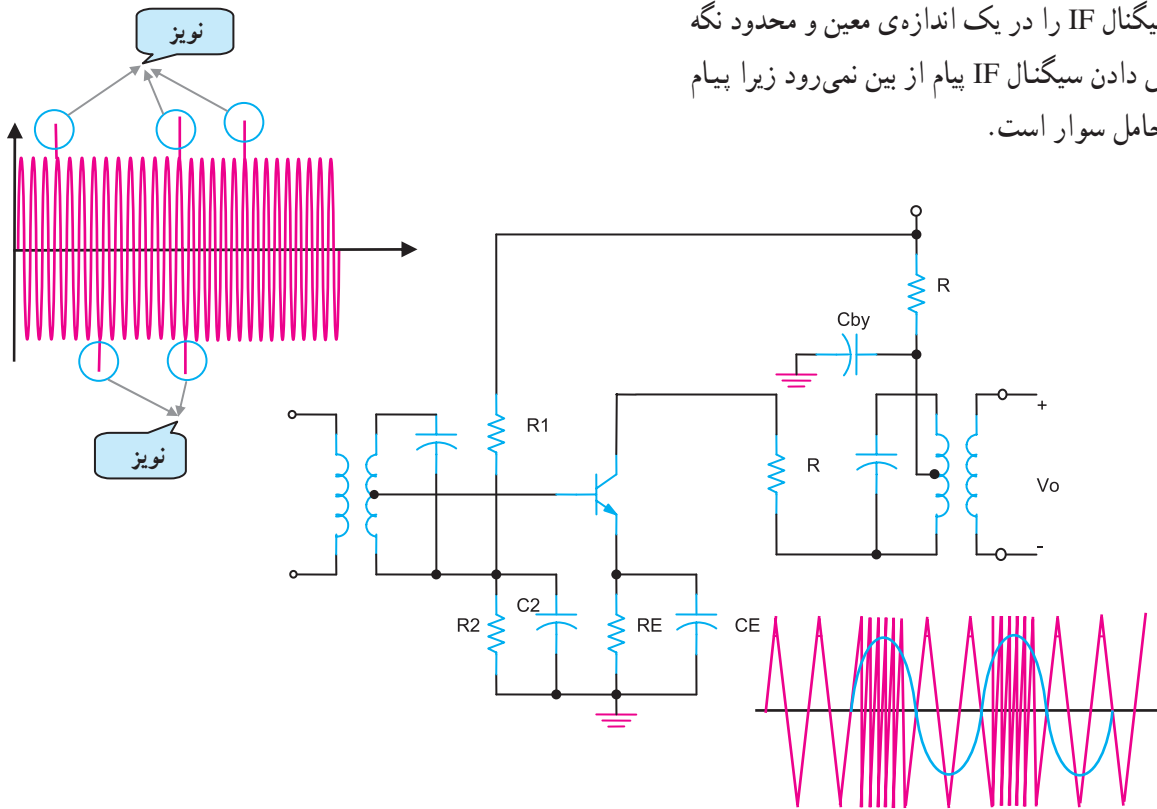 نویز
یگنال IF را در یک اندازه‌ی معین و محدود نگه
دادن سیگنال IF پیام از بین نمی‌رود زیرا پیام
حامل سوار است.
R
Cby
R1
+
R
Vo
-
نویز
C2
R2
RE
CE